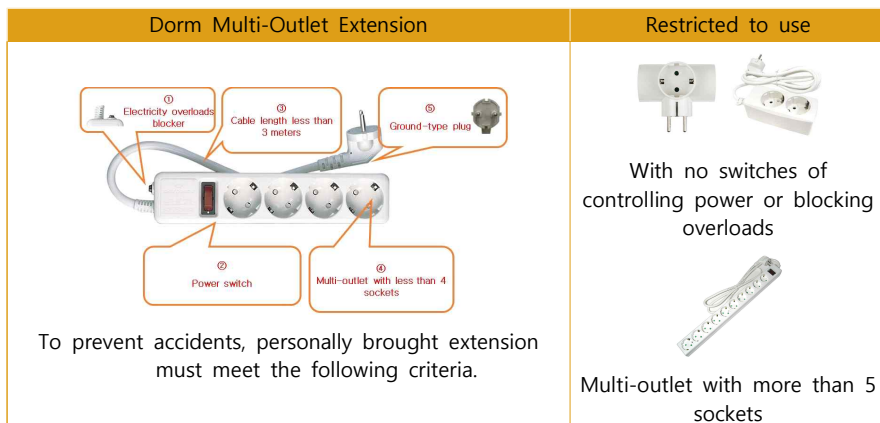 Dorm Multi-Outlet Extension
Restricted to use
①
Electricity overloads
blocker
③
Cable length less than
3 meters
⑤
Ground-type plug
②
Power switch
④
Multi-outlet with less than 4
sockets
To prevent accidents, personally brought extension
must meet the following criteria.
With no switches of
controlling power or blocking
overloads
Multi-outlet with more than 5
sockets